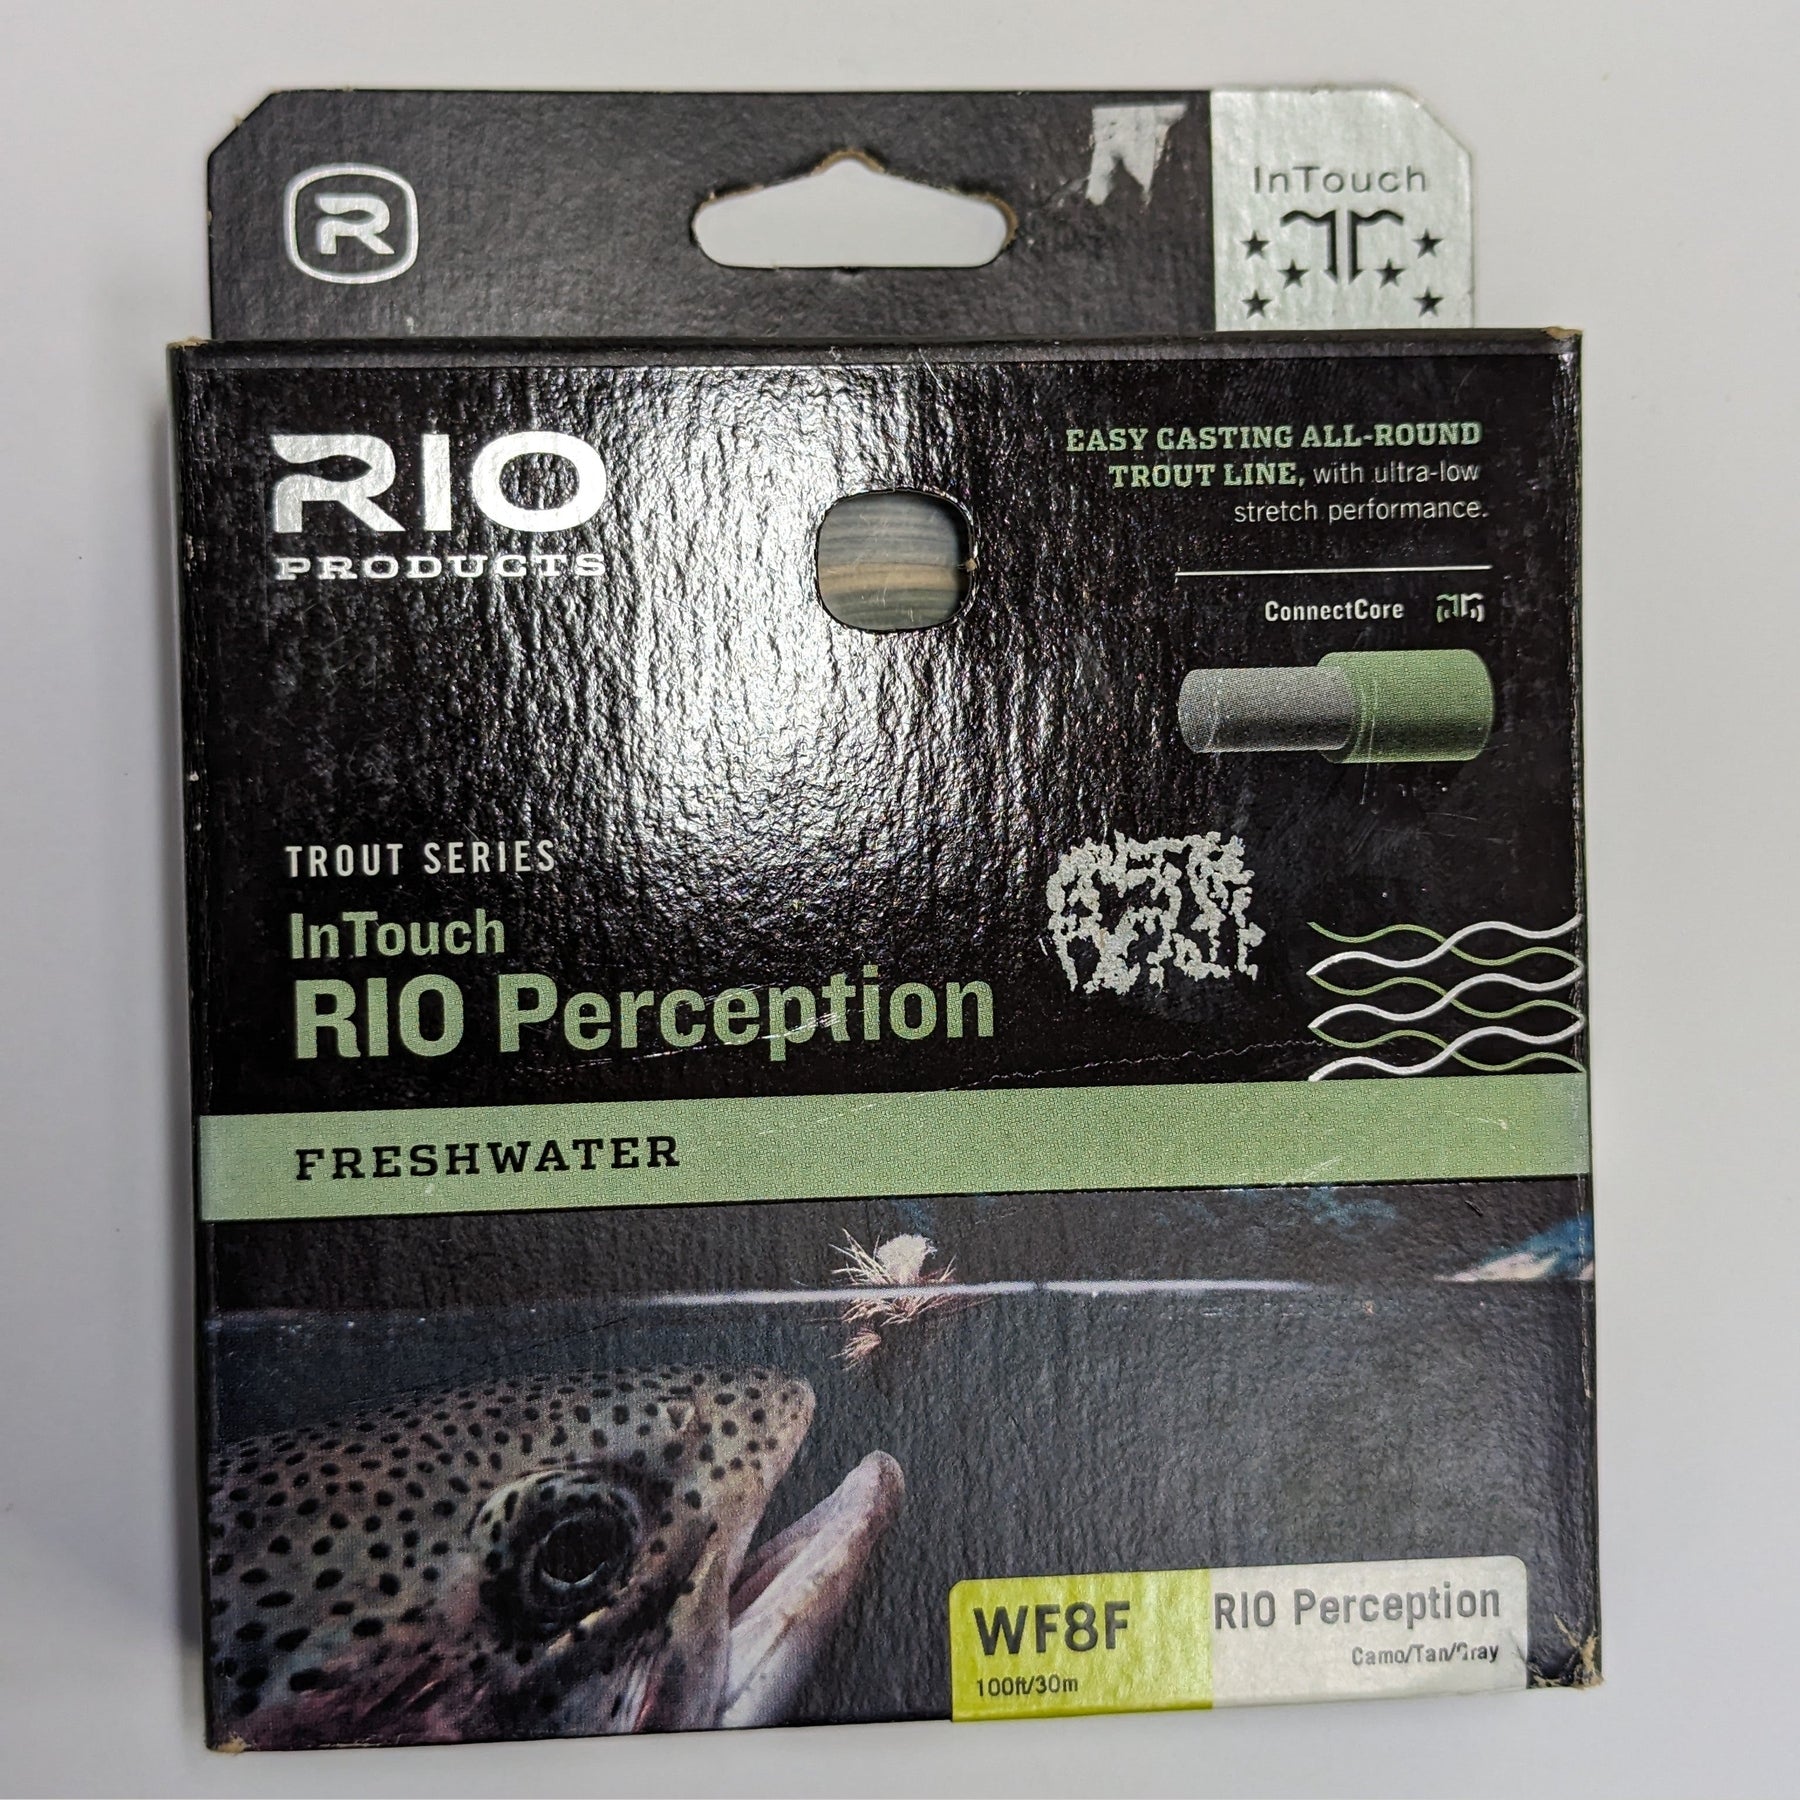 R
InTouch
RIO
PRODUCTS
EASY CASTING ALL-ROUND
TROUT LINE, with ultra-low
stretch performance.
ConnectCore
TROUT SERIES
InTouch
RIO Perception
FRESHWATER
WF8F
100ft/30m
RIO Perception
Camo/Tan/Gray